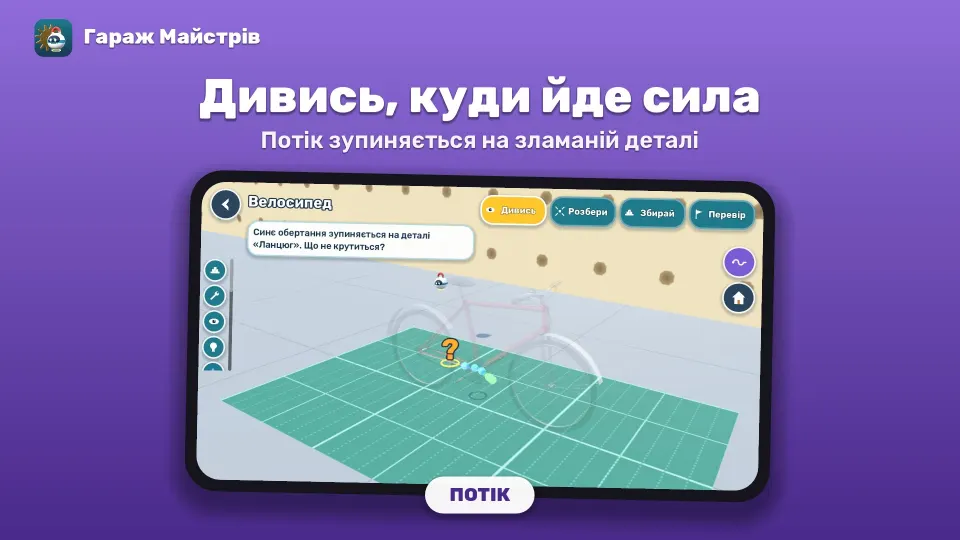 Гараж Майстрів
Дивись, куди йде сила
Потік зупиняється на зламаній деталі
Велосипед
Дивись
Розбери
Збирай
Перевір
Синє обертання зупиняється на деталі
«Ланцюг». Що не крутиться?
?
ПОТІК